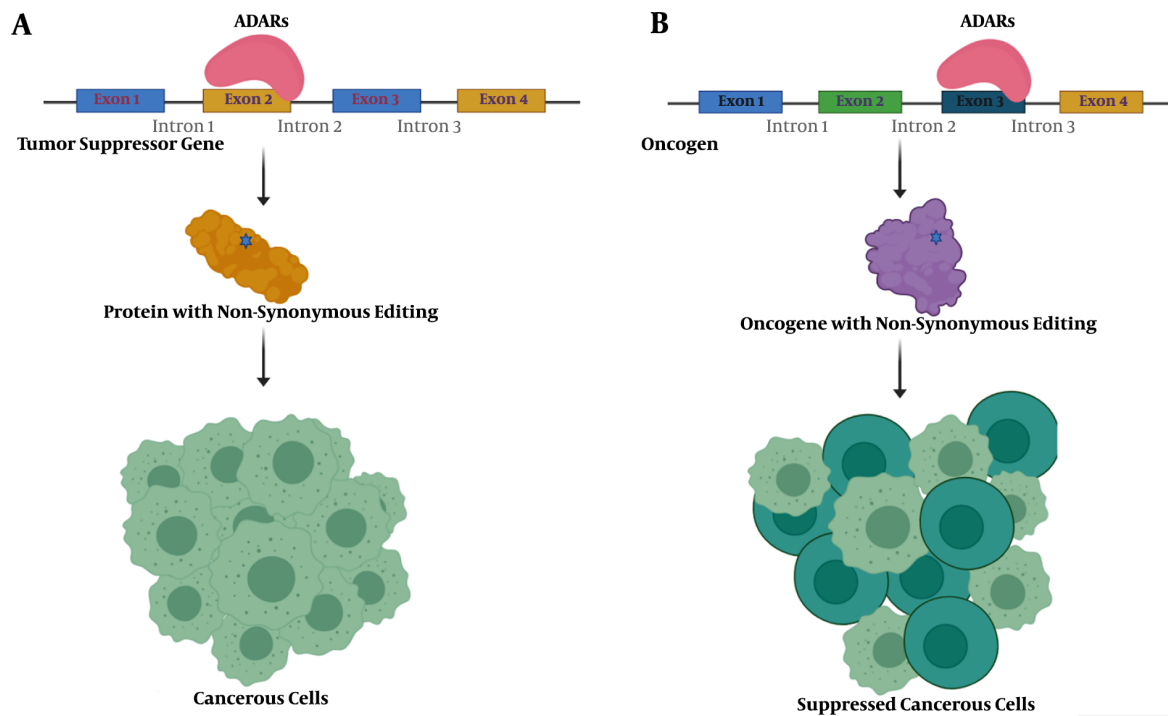 A
ADARs
Exon 1
Exon 2
Exon 3
Exon 4
Intron 1
Intron 2
Intron 3
Tumor Suppressor Gene
Protein with Non-Synonymous Editing
Cancerous Cells
B
ADARs
Exon 1
Exon 2
Exon 3
Exon 4
Intron 1
Intron 2
Intron 3
Oncogen
Oncogene with Non-Synonymous Editing
Suppressed Cancerous Cells